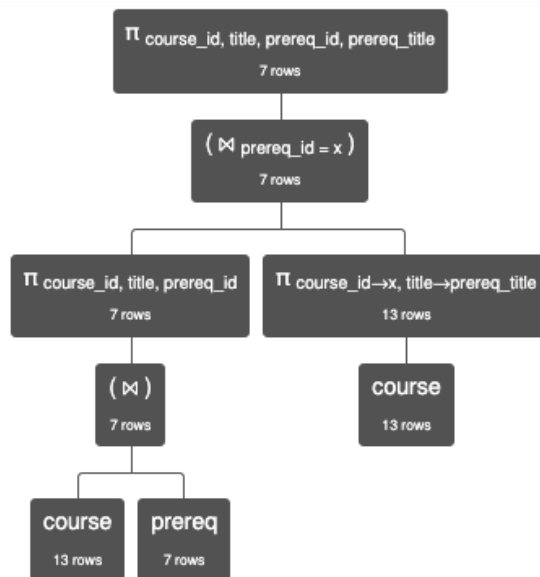 π course_id, title, prereq_id, prereq_title
7 rows
( ⋈ prereq_id = x )
7 rows
π course_id, title, prereq_id
7 rows
π course_id→x, title→prereq_title
13 rows
( ⋈ )
7 rows
course
13 rows
course
13 rows
prereq
7 rows